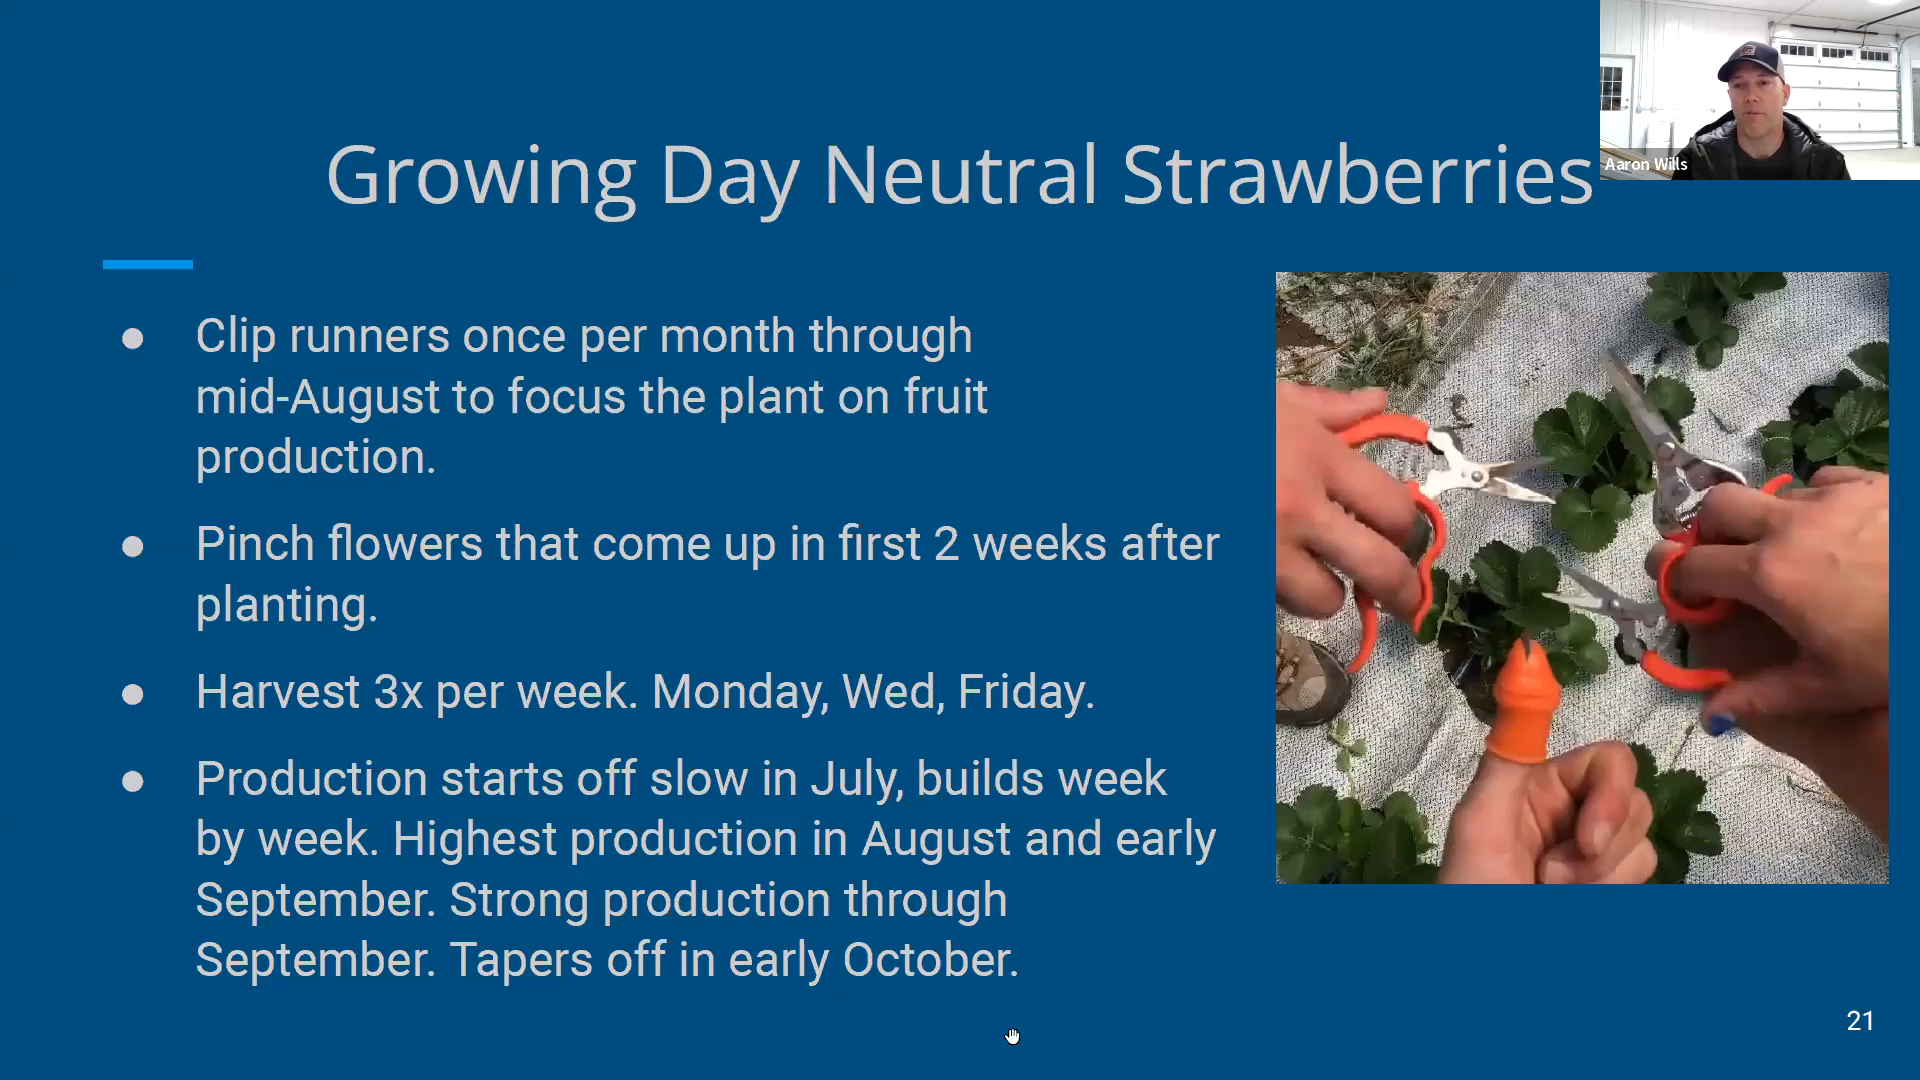 Growing Day Neutral Strawberries
Aaron Wills
● Clip runners once per month through
mid-August to focus the plant on fruit
production.
● Pinch flowers that come up in first 2 weeks after
planting.
● Harvest 3x per week. Monday, Wed, Friday.
● Production starts off slow in July, builds week
by week. Highest production in August and early
September. Strong production through
September. Tapers off in early October.
21